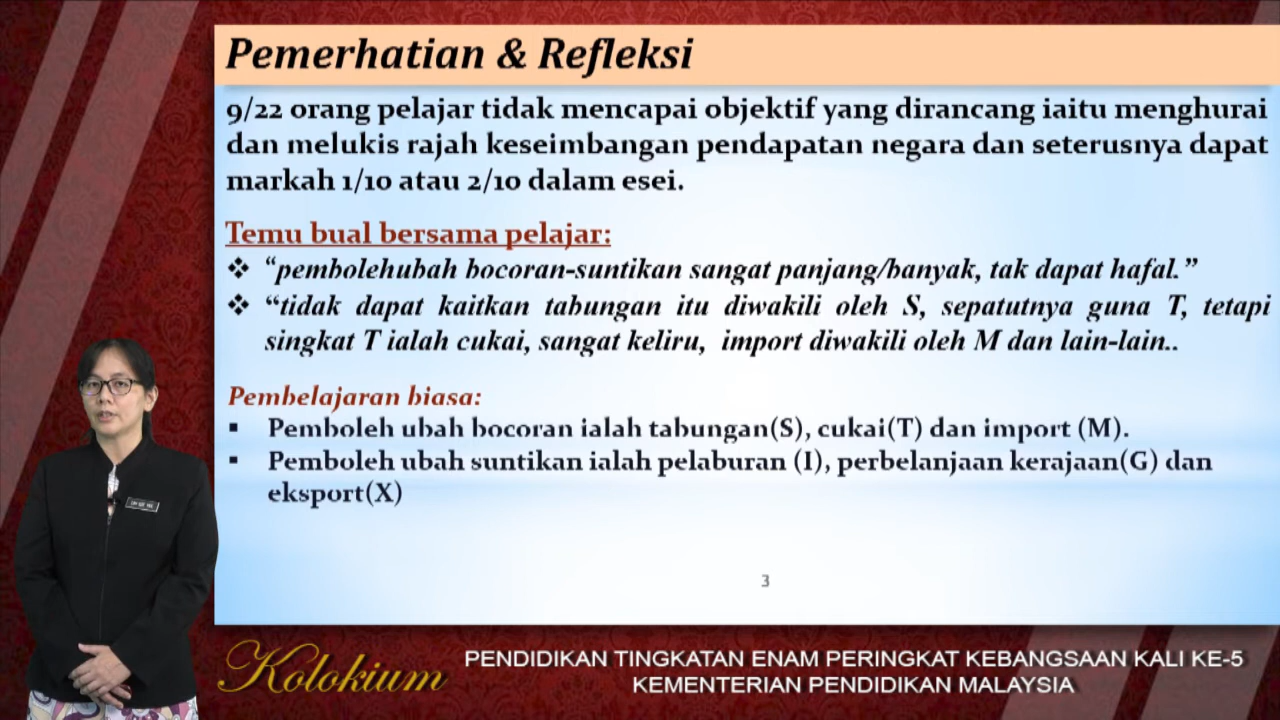 Pemerhatian & Refleksi
9/22 orang pelajar tidak mencapai objektif yang dirancang iaitu menghurai
dan melukis rajah keseimbangan pendapatan negara dan seterusnya dapat
markah 1/10 atau 2/10 dalam esei.
Temu bual bersama pelajar:
❖ “pembolehubah bocoran-suntikan sangat panjang/banyak, tak dapat hafal.”
❖ “tidak dapat kaitkan tabungan itu diwakili oleh S, sepatutnya guna T, tetapi
singkat T ialah cukai, sangat keliru, import diwakili oleh M dan lain-lain..
Pembelajaran biasa:
▪ Pemboleh ubah bocoran ialah tabungan(S), cukai(T) dan import (M).
▪ Pemboleh ubah suntikan ialah pelaburan (I), perbelanjaan kerajaan(G) dan
eksport(X)
3
Kolokium
PENDIDIKAN TINGKATAN ENAM PERINGKAT KEBANGSAAN KALI KE-5
KEMENTERIAN PENDIDIKAN MALAYSIA